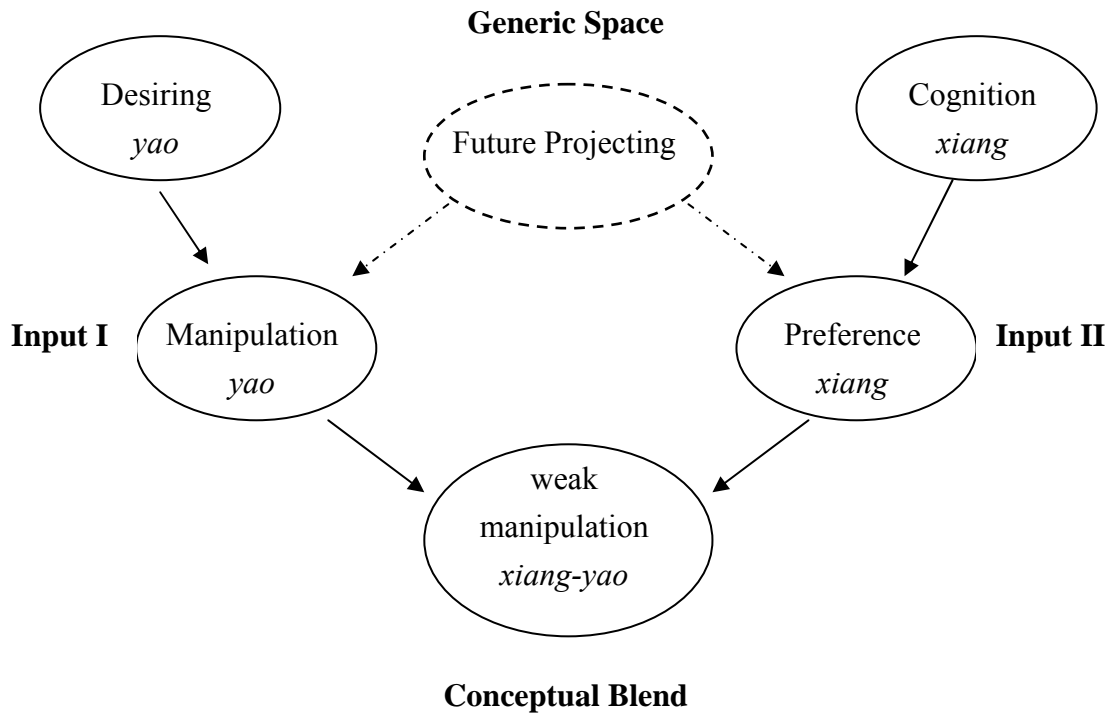 Generic Space
Desiring
yao
Future Projecting
Cognition
xiang
Input I
Manipulation
yao
Preference
xiang
Input II
weak
manipulation
xiang-yao
Conceptual Blend